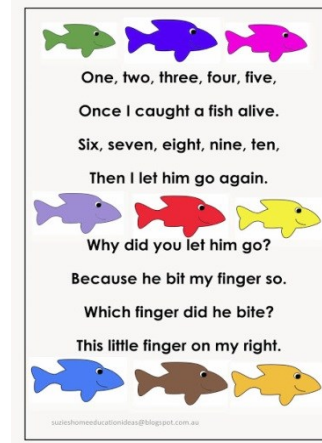 One, two, three, four, five,
Once I caught a fish alive.
Six, seven, eight, nine, ten,
Then I let him go again.
Why did you let him go?
Because he bit my finger so.
Which finger did he bite?
This little finger on my right.
suzieshomeeducationideas@blogspot.com.au